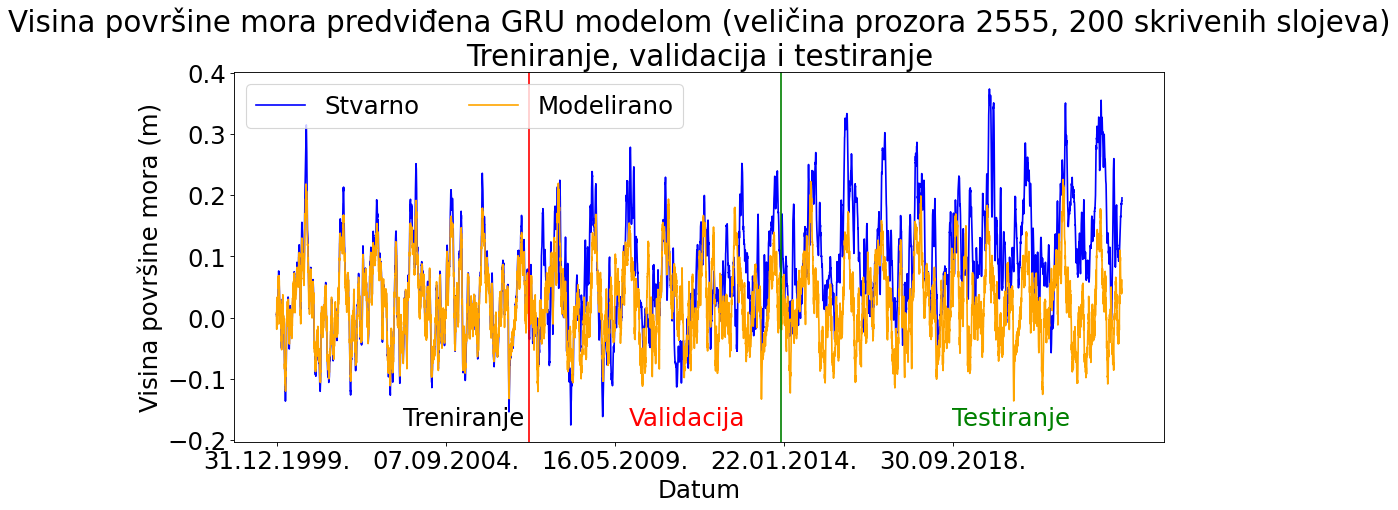 Visina površine mora predviđena GRU modelom (veličina prozora 2555, 200 skrivenih slojeva)
Treniranje, validacija i testiranje
Stvarno
Modelirano
Visina površine mora (m)
0.4
0.3
0.2
0.1
0.0
−0.1
−0.2
Treniranje
Validacija
Testiranje
31.12.1999.
07.09.2004.
16.05.2009.
22.01.2014.
30.09.2018.
Datum